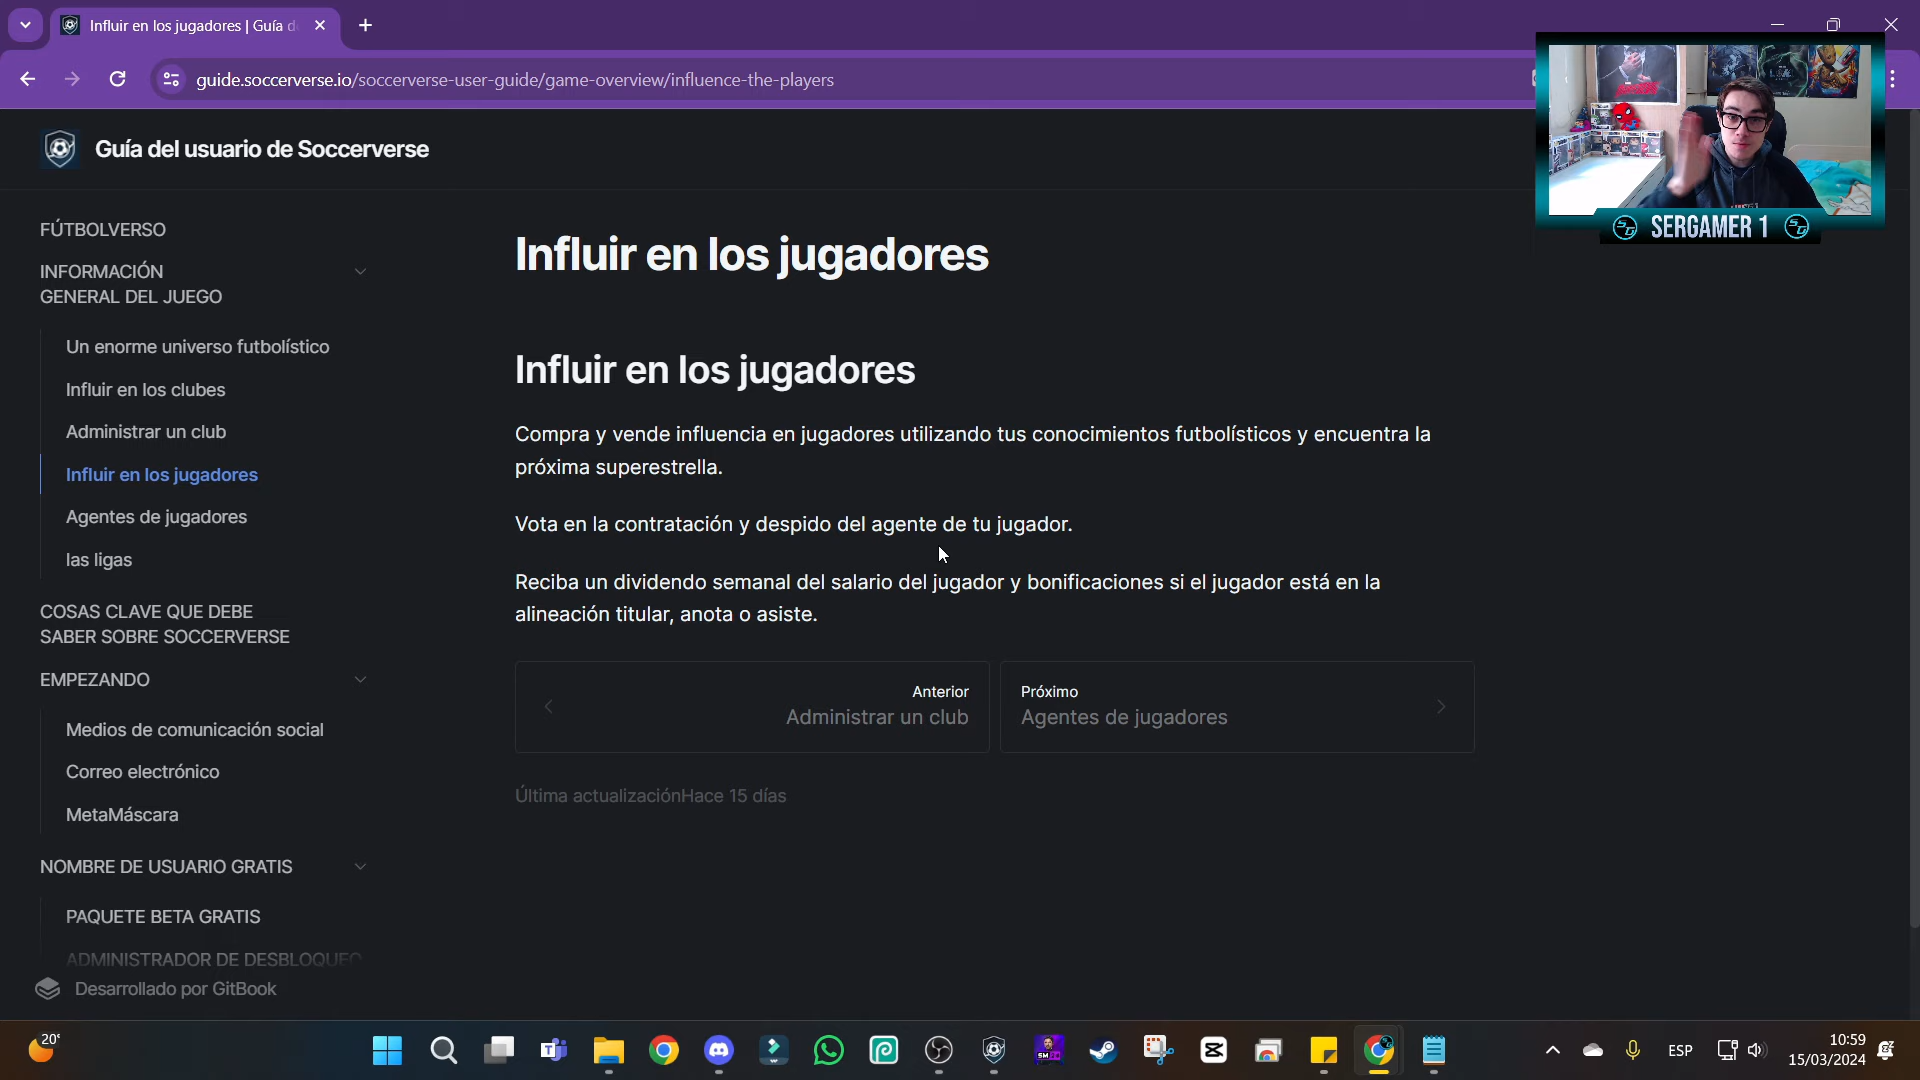 Influir en los jugadores | Guía d
guide.soccerverse.io/soccerverse-user-guide/game-overview/influence-the-players
Guía del usuario de Soccerverse
SERGAMER 1
FÚTBOLVERSO
INFORMACIÓN
GENERAL DEL JUEGO
Un enorme universo futbolístico
Influir en los clubes
Administrar un club
Influir en los jugadores
Agentes de jugadores
las ligas
COSAS CLAVE QUE DEBE
SABER SOBRE SOCCERVERSE
EMPEZANDO
Medios de comunicación social
Correo electrónico
MetaMáscara
NOMBRE DE USUARIO GRATIS
PAQUETE BETA GRATIS
ADMINISTRADOR DE DESBLOQUEO
Desarrollado por GitBook
Influir en los jugadores
Influir en los jugadores
Compra y vende influencia en jugadores utilizando tus conocimientos futbolísticos y encuentra la
próxima superestrella.
Vota en la contratación y despido del agente de tu jugador.
Reciba un dividendo semanal del salario del jugador y bonificaciones si el jugador está en la
alineación titular, anota o asiste.
Anterior
Administrar un club
Próximo
Agentes de jugadores
Última actualizaciónHace 15 días
20°
ESP
10:59
15/03/2024